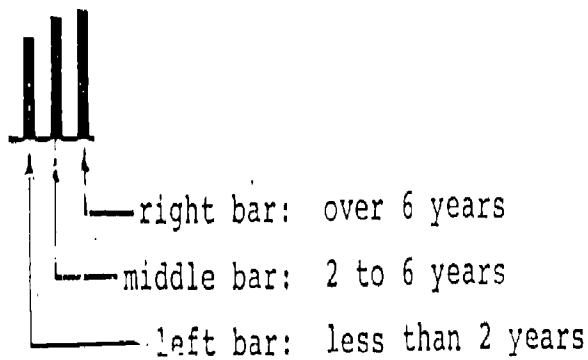 right bar: over 6 years
middle bar: 2 to 6 years
left bar: less than 2 years